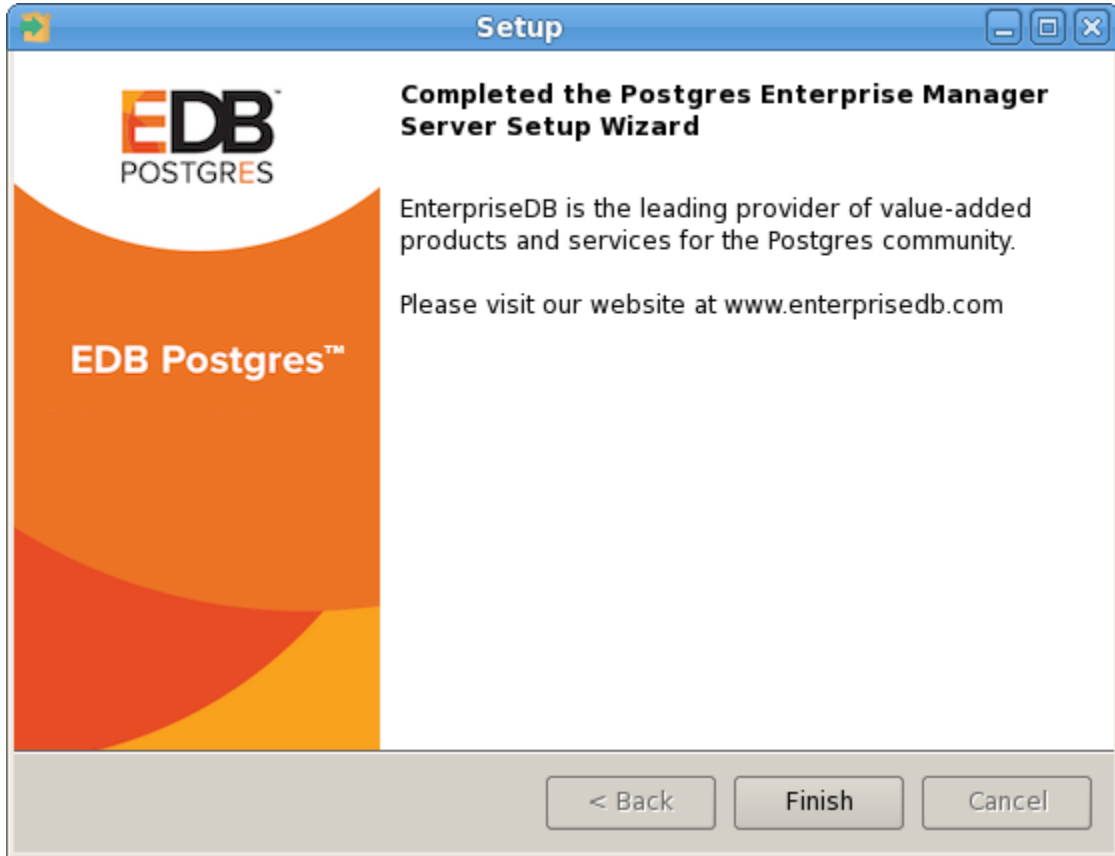 Setup
EDB™
POSTGRES
EDB Postgres™
Completed the Postgres Enterprise Manager
Server Setup Wizard
EnterpriseDB is the leading provider of value-added
products and services for the Postgres community.
Please visit our website at www.enterprisedb.com
< Back
Finish
Cancel